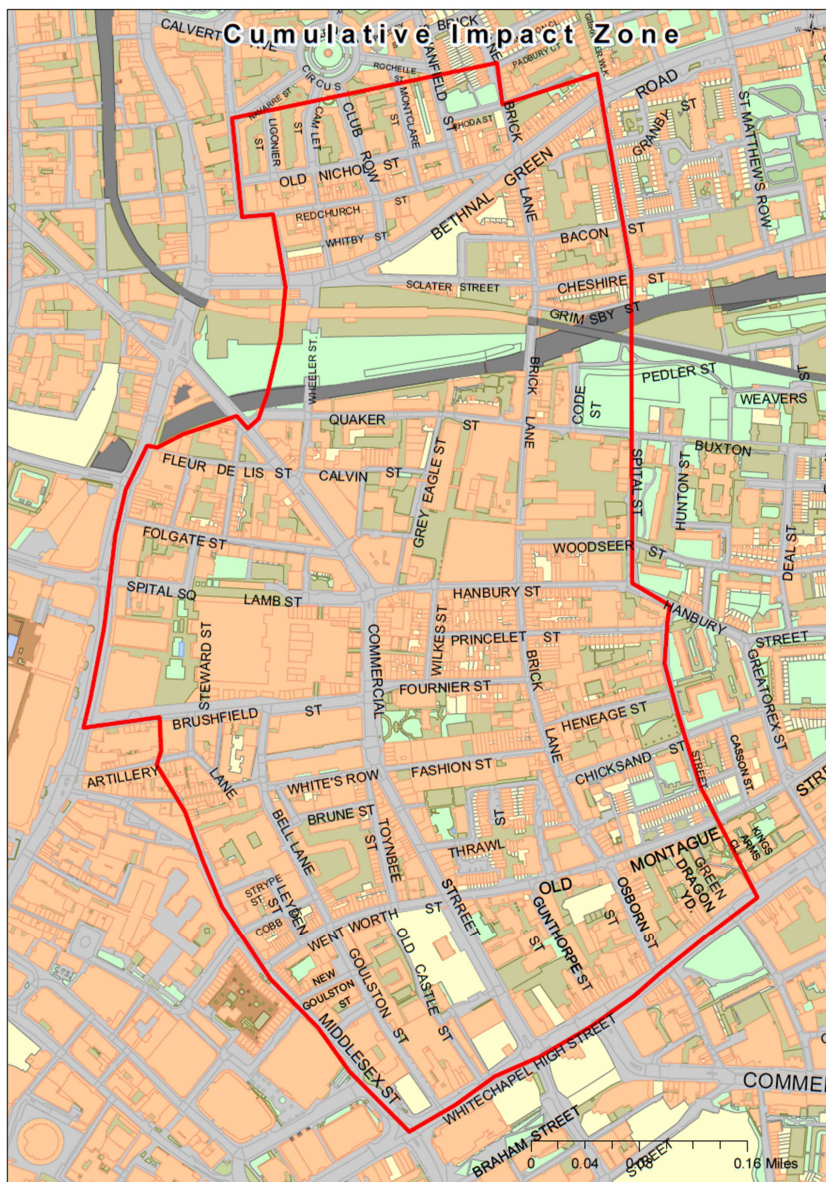 Cumulative Impact Zone
CALVERT
BRICK
PADBURY CT
ROCHELLE
ST
CIRCUS
NAVARRE ST
LIGONIER
ST
CAMLET
CLUB
ROW
MONTCLARE
ST
ST
RHODA ST
BRICK
LANE
ROAD
GRANBY
ST
ST MATTHEW'S ROW
OLD NICHOL ST
REDCHURCH
ST
WHITBY ST
BETHNAL GREEN
BACON ST
SCLATER STREET
CHESHIRE ST
GRIMSBY ST
WHEELER ST.
BRICK
LANE
CODE
ST
PEDLER ST
WEAVERS
ST
QUAKER
ST
BUXTON
FLEUR DE LIS ST
CALVIN ST
GREY EAGLE ST
SPITAL ST
HUNTON ST
DEAL ST
FOLGATE ST
WOODSEER ST
SPITAL SQ
LAMB ST
HANBURY ST
HANBURY
STREET
STEWARD ST
COMMERCIAL
WILKES ST
PRINCELET ST
BRICK
LANE
GREATOREX ST
FOURNIER ST
BRUSHFIELD ST
HENEAGE ST
ARTILLERY
LANE
WHITE'S ROW
FASHION ST
CHICKSAND ST
STREET
CASSON ST.
BELL LANE
BRUNE ST
TOYNBEE
ST
THRAWL
ST
STRREET
OLD
MONTAGUE
KINGS
ARMS
CT
GREEN
DRAGON
YD.
STRYPE
ST
LEYDEN
ST
COBB
WENTWORTH
ST
OSBORN ST
GUNTHORPE
ST
OLD CASTLE ST
NEW
GOULSTON
ST
GOULSTON ST
MIDDLESEX ST
WHITECHAPEL HIGH STREET
COMMER
BRAHAM STREET
0 0.04 0.08 0.16 Miles